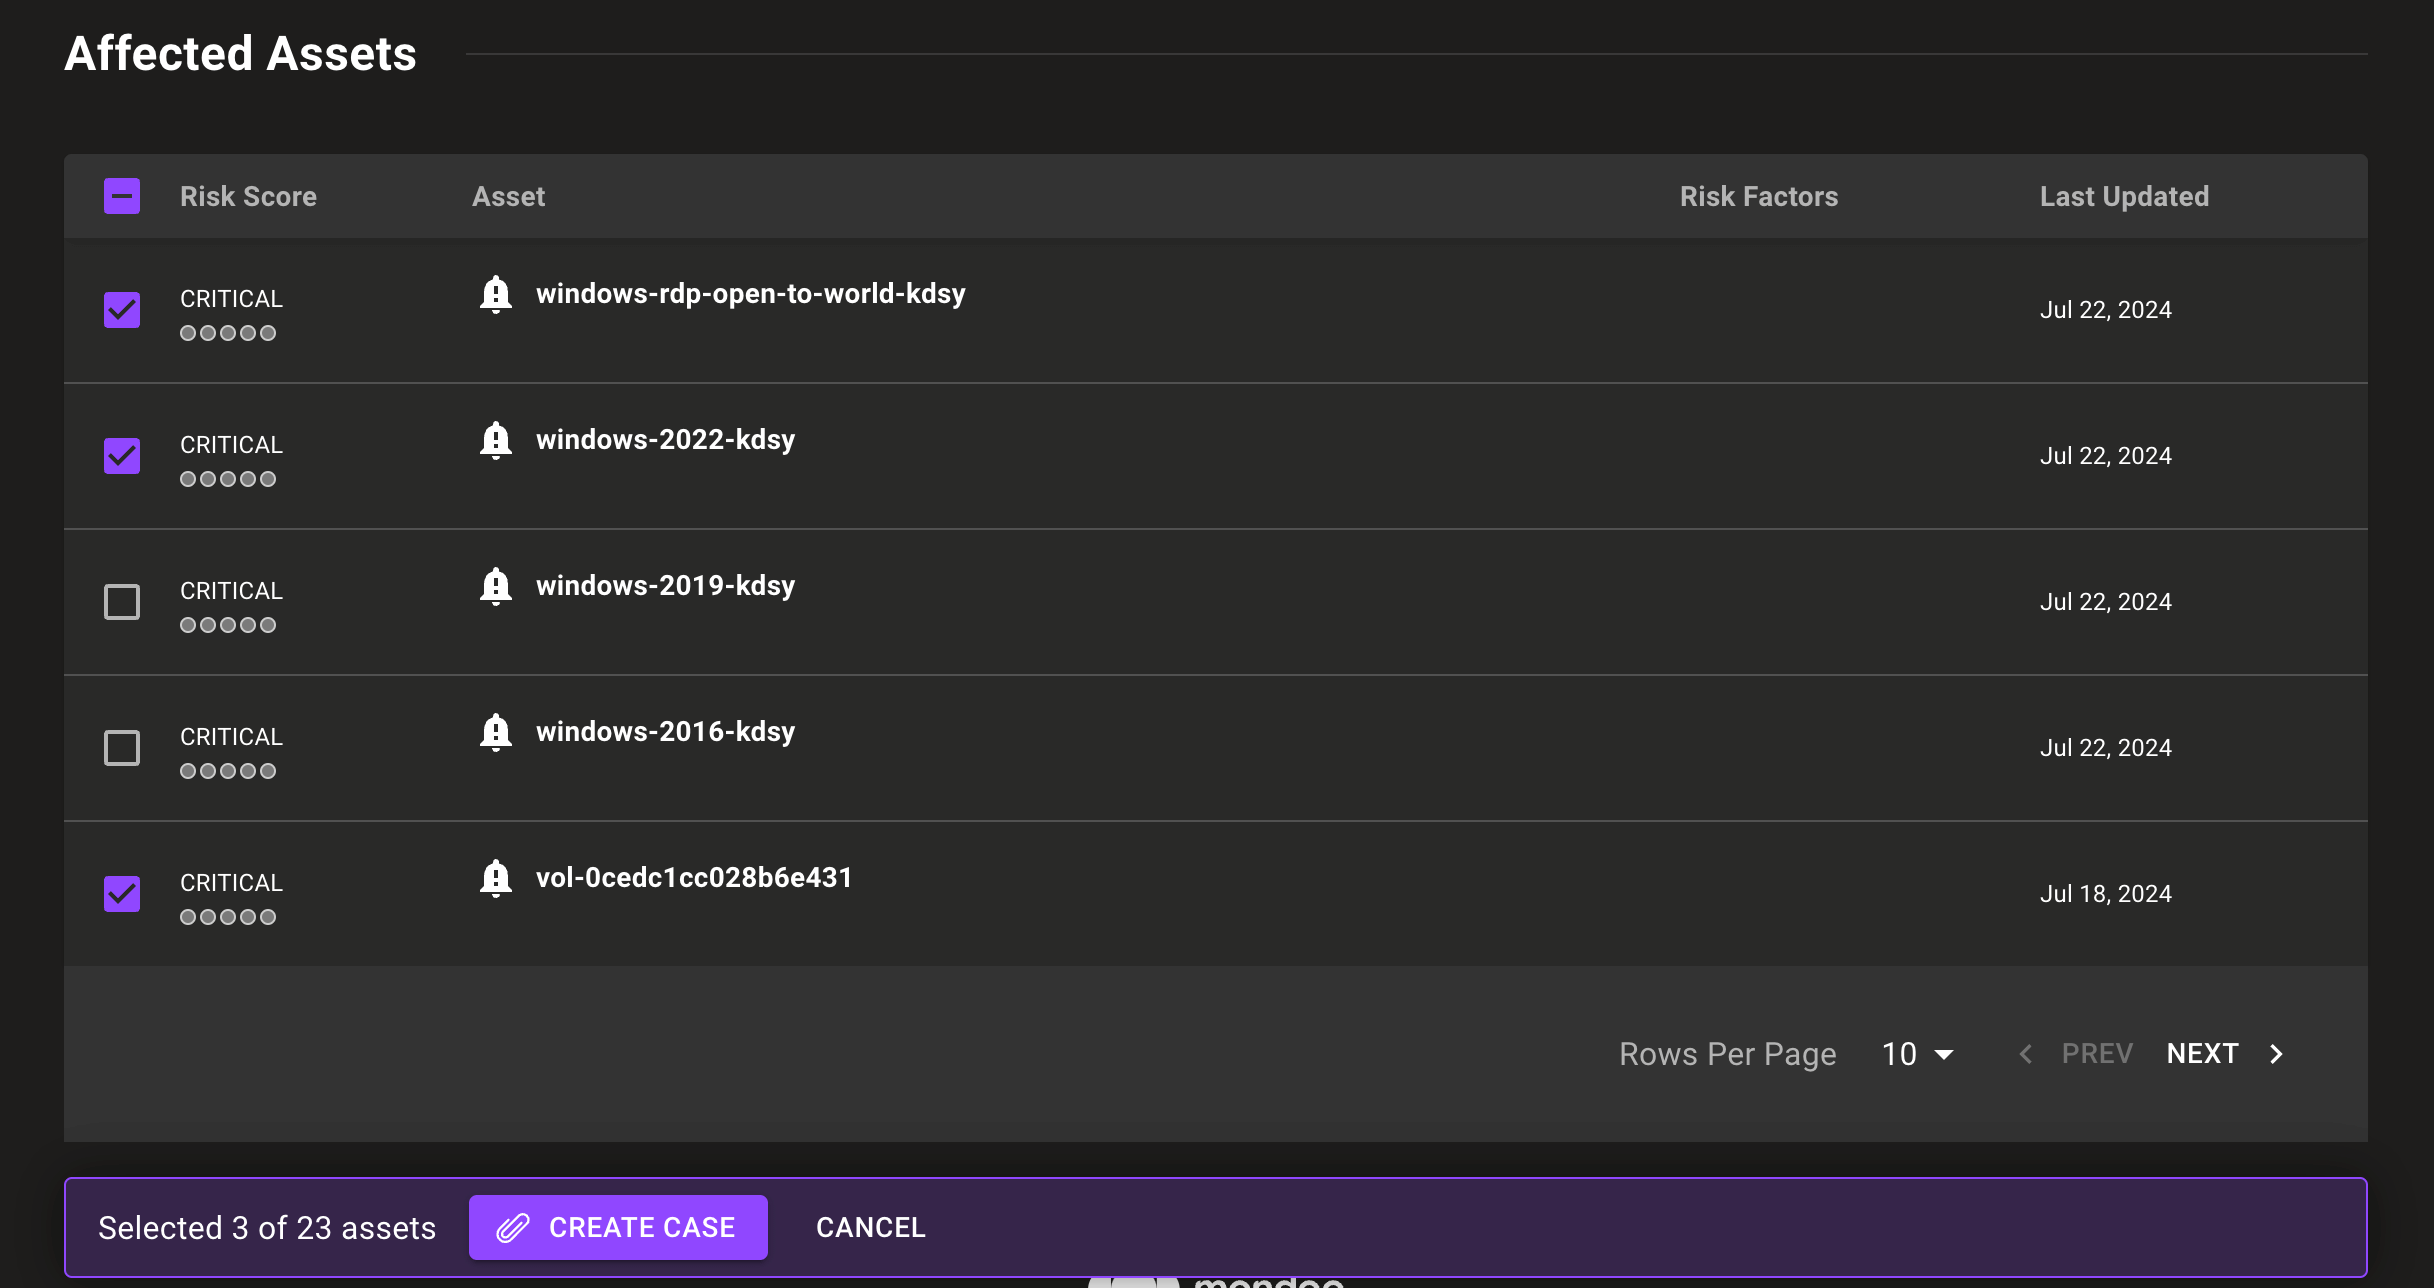 Affected Assets
Risk Score Asset Risk Factors Last Updated
CRITICAL windows-rdp-open-to-world-kdsy Jul 22, 2024
CRITICAL windows-2022-kdsy Jul 22, 2024
CRITICAL windows-2019-kdsy Jul 22, 2024
CRITICAL windows-2016-kdsy Jul 22, 2024
CRITICAL vol-0cedc1cc028b6e431 Jul 18, 2024
Rows Per Page 10 PREV NEXT
Selected 3 of 23 assets CREATE CASE CANCEL
mondoo